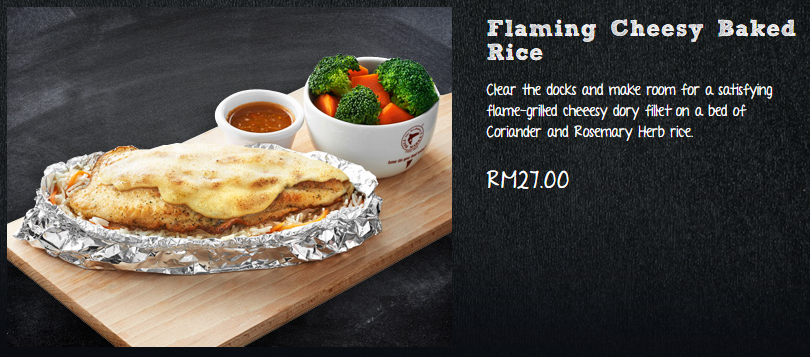 Flaming Cheesy Baked
Rice
Clear the docks and make room for a satisfying
flame-grilled cheeesy dory fillet on a bed of
Coriander and Rosemary Herb rice.
RM27.00